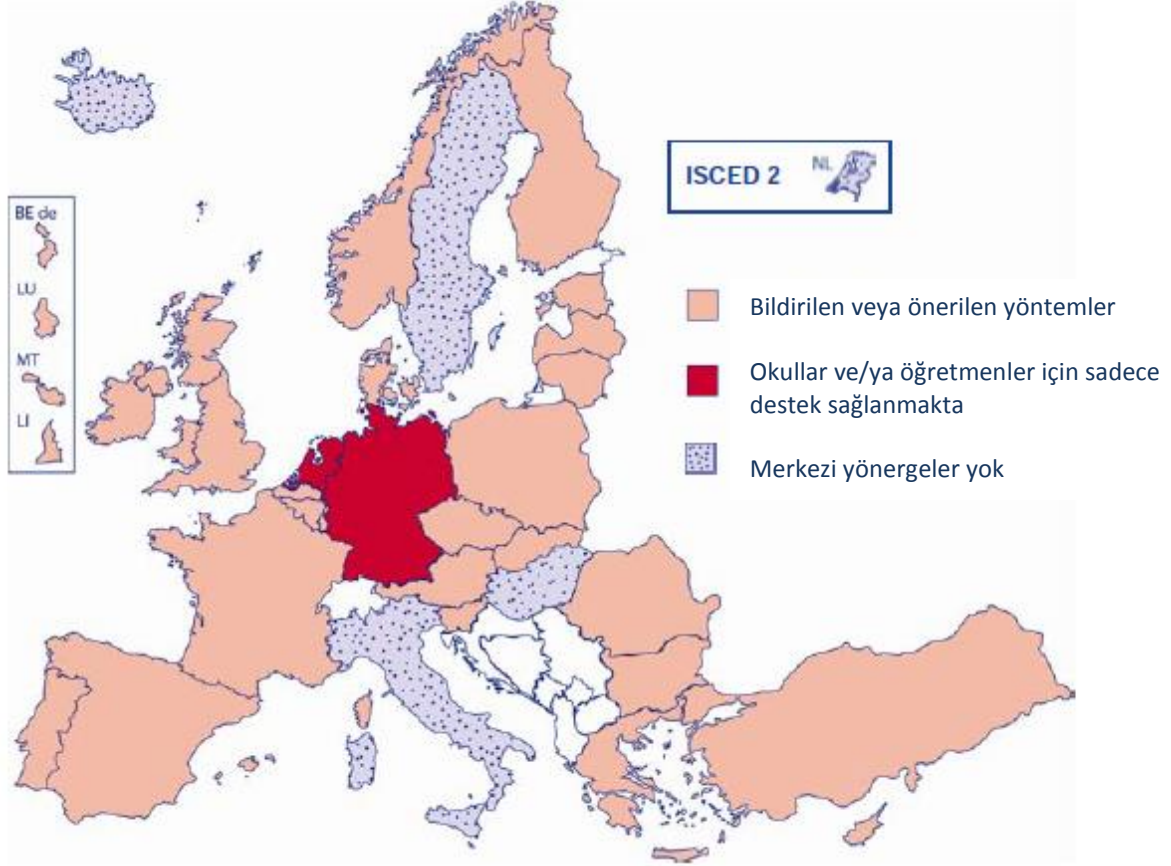 ISCED 2
NL
BE de
LU
MT
LI
Bildirilen veya önerilen yöntemler
Okullar ve/ya öğretmenler için sadece
destek sağlanmakta
Merkezi yönergeler yok